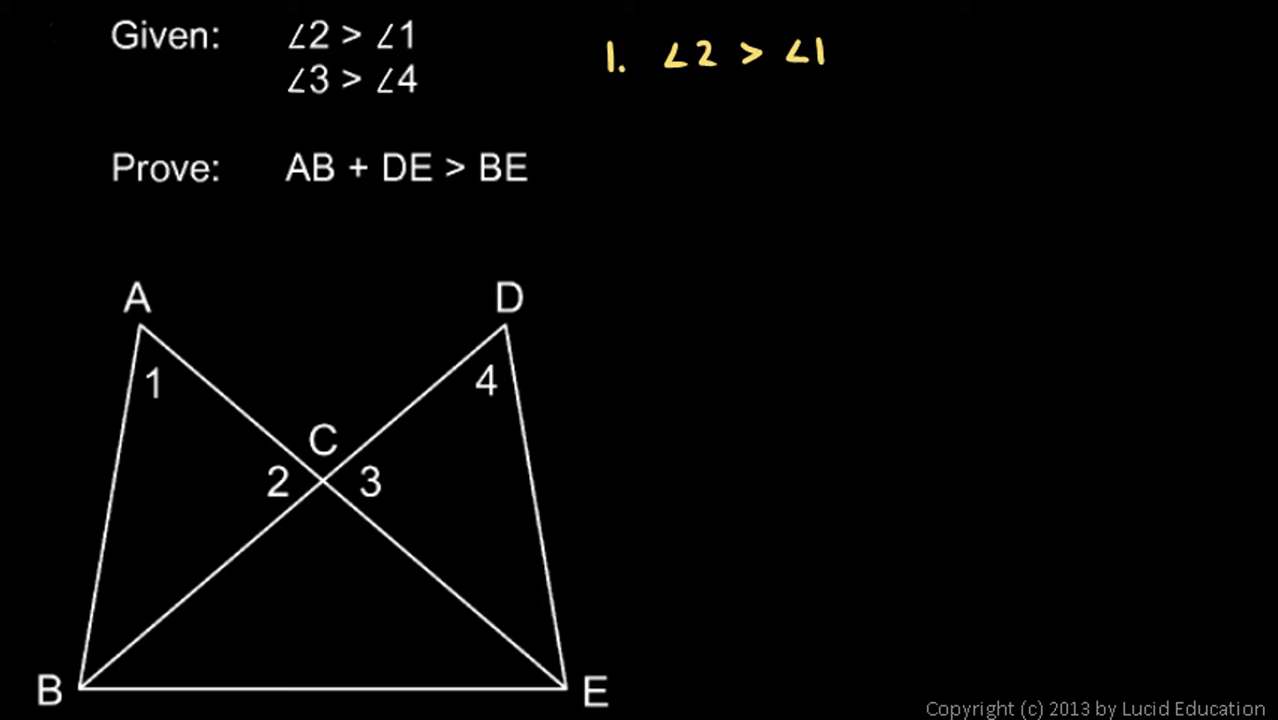 Given: ∠2 > ∠1
∠3 > ∠4
1. ∠2 > ∠1
Prove: AB + DE > BE
A
D
1
4
C
2
3
B
E
Copyright (c) 2013 by Lucid Education